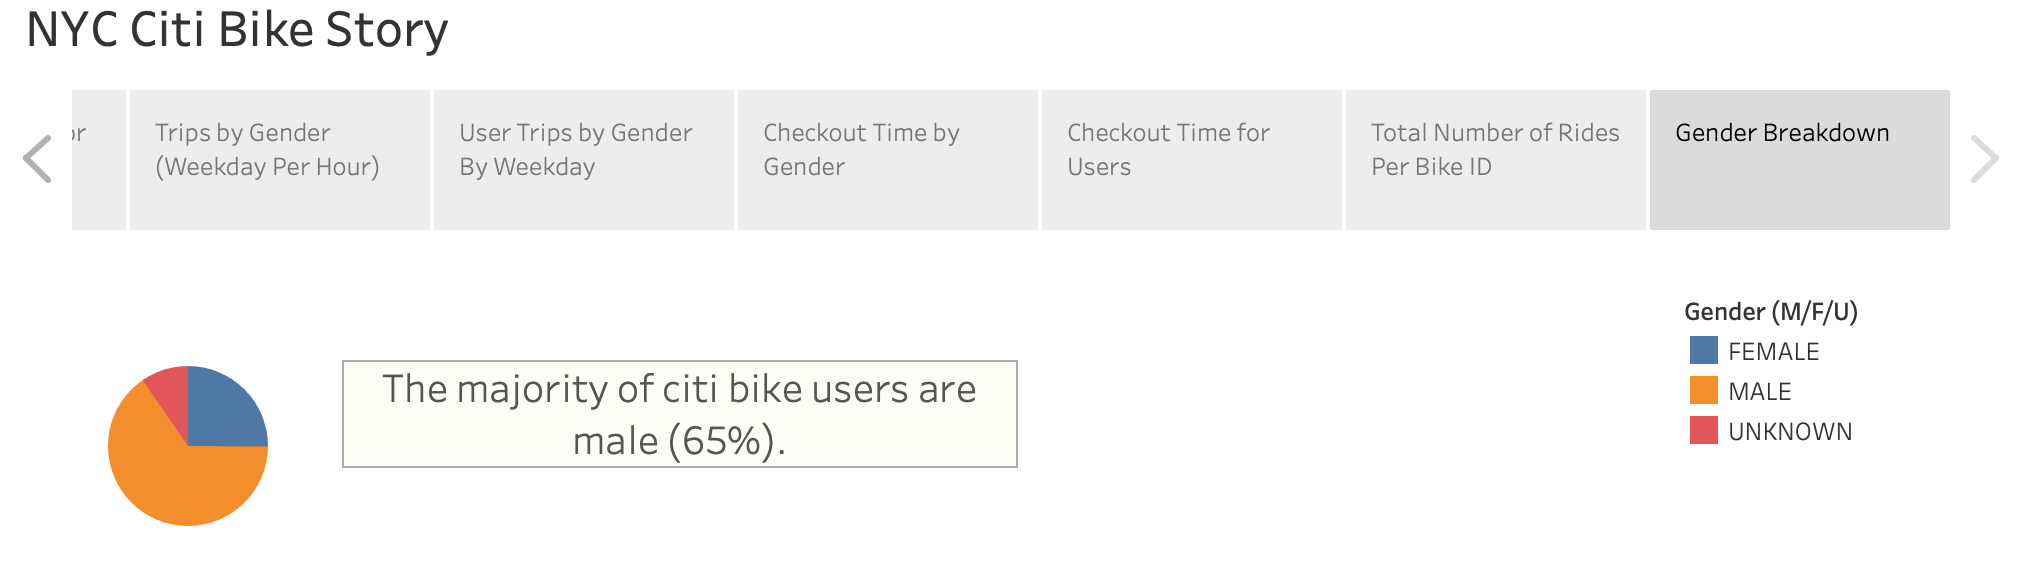 NYC Citi Bike Story
Trips by Gender
(Weekday Per Hour)
User Trips by Gender
By Weekday
Checkout Time by
Gender
Checkout Time for
Users
Total Number of Rides
Per Bike ID
Gender Breakdown
Gender (M/F/U)
FEMALE
MALE
UNKNOWN
The majority of citi bike users are
male (65%).